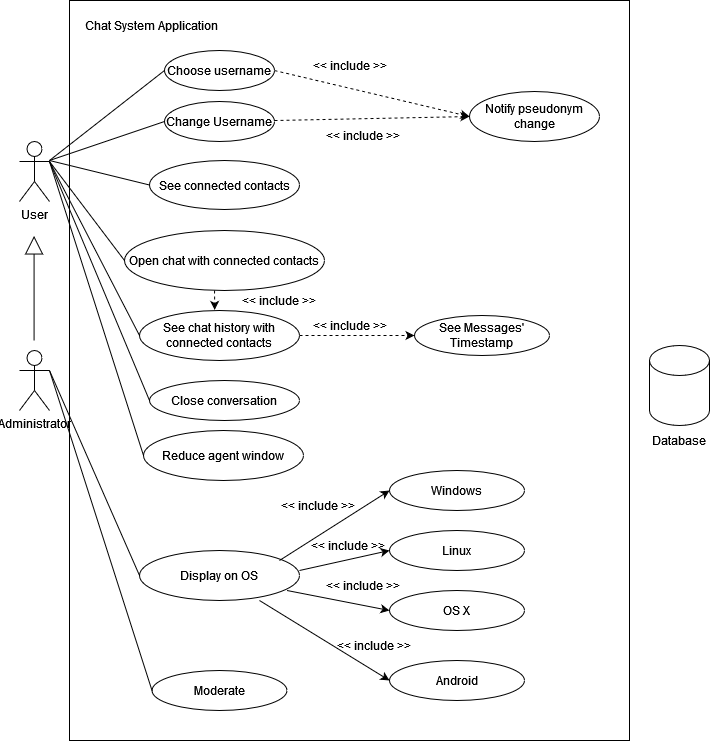 Chat System Application
Choose username
<< include >>
Notify pseudonym
change
Change Username
<< include >>
See connected contacts
User
Open chat with connected contacts
<< include >>
See chat history with
connected contacts
<< include >>
See Messages'
Timestamp
Administrator
Close conversation
Database
Reduce agent window
Windows
<< include >>
Linux
<< include >>
Display on OS
<< include >>
OS X
<< include >>
Android
Moderate